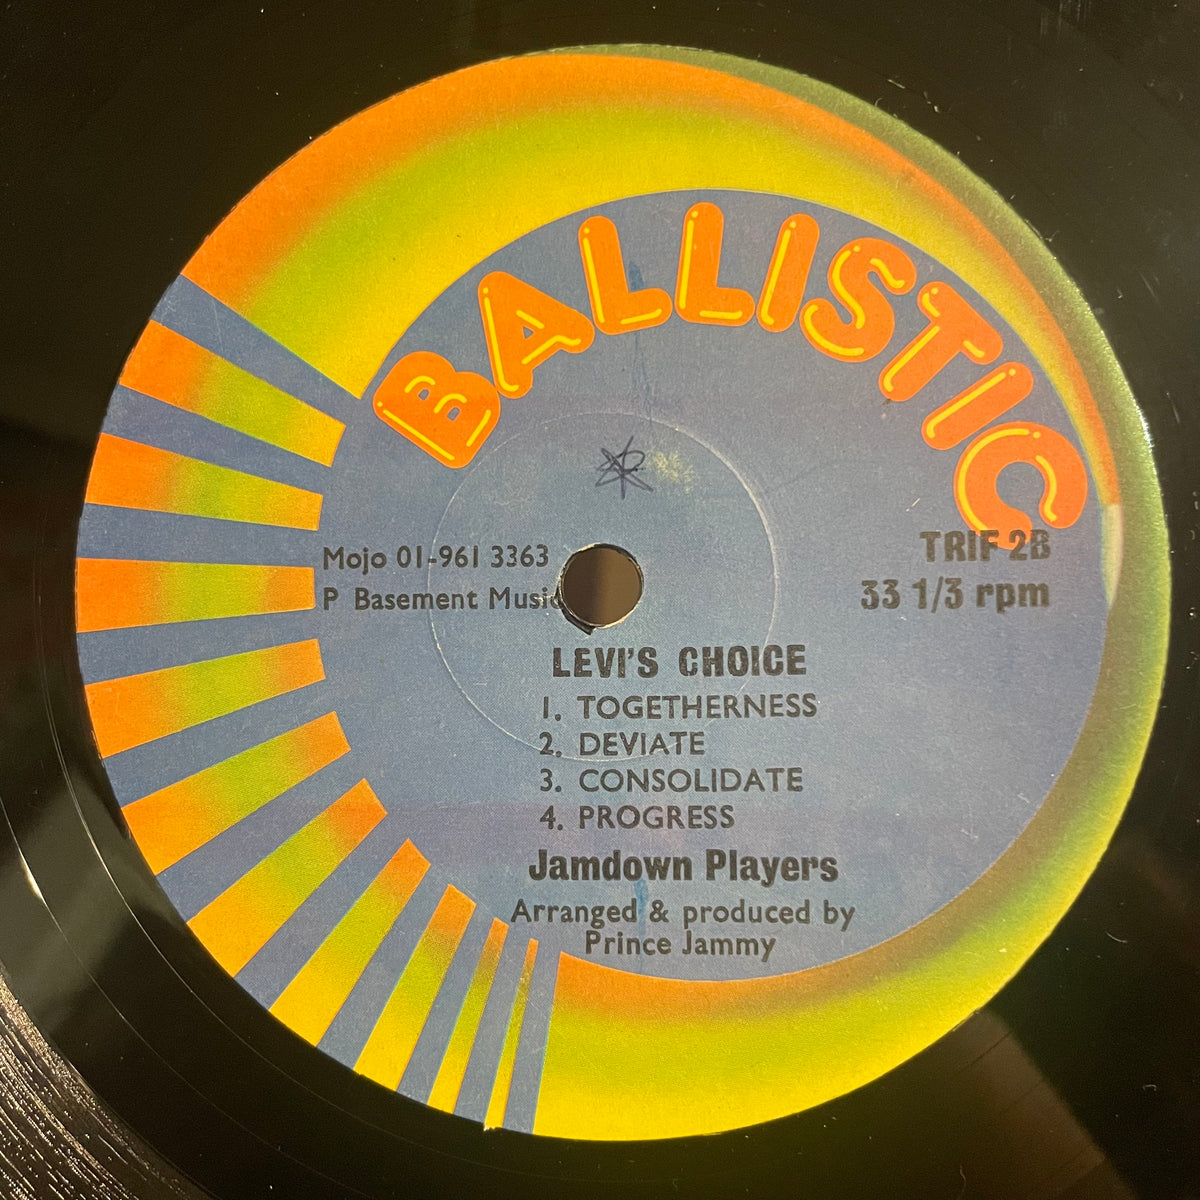 BALLISTIC
TRIF 2B
33 1/3 rpm
Mojo 01-961 3363
P Basement Music
LEVI'S CHOICE
1. TOGETHERNESS
2. DEVIATE
3. CONSOLIDATE
4. PROGRESS
Jamdown Players
Arranged & produced by
Prince Jammy